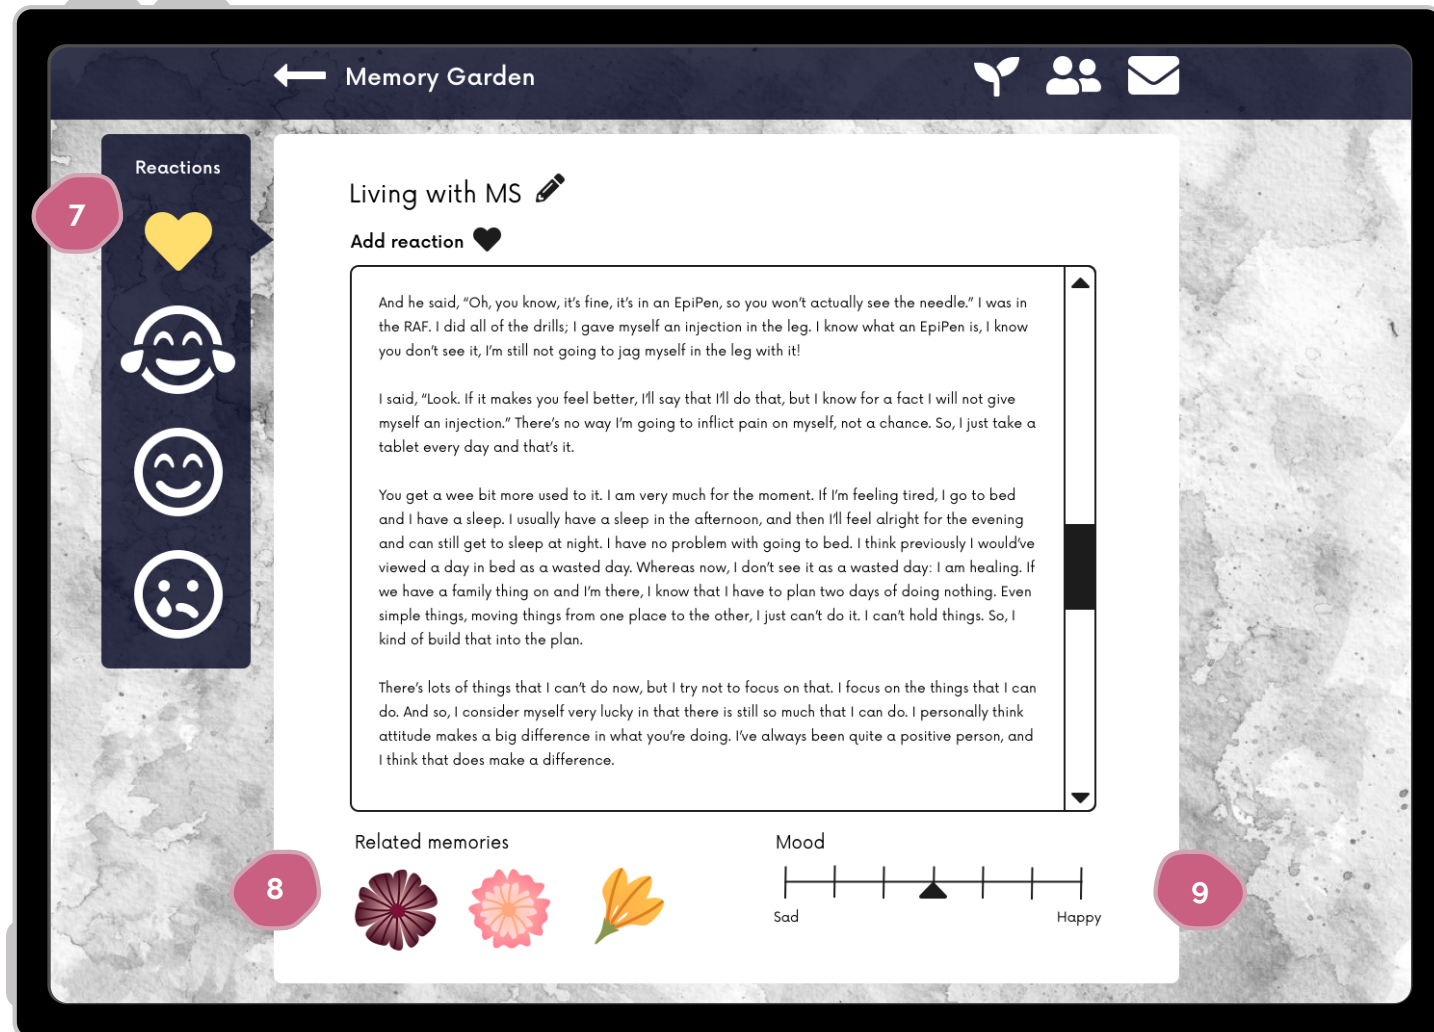 Memory Garden
Reactions
7
Living with MS
Add reaction
And he said, “Oh, you know, it’s fine, it’s in an EpiPen, so you won’t actually see the needle.” I was in
the RAF. I did all of the drills; I gave myself an injection in the leg. I know what an EpiPen is, I know
you don’t see it, I’m still not going to jag myself in the leg with it!
I said, “Look. If it makes you feel better, I’ll say that I’ll do that, but I know for a fact I will not give
myself an injection.” There’s no way I’m going to inflict pain on myself, not a chance. So, I just take a
tablet every day and that’s it.
You get a wee bit more used to it. I am very much for the moment. If I’m feeling tired, I go to bed
and I have a sleep. I usually have a sleep in the afternoon, and then I’ll feel alright for the evening
and can still get to sleep at night. I have no problem with going to bed. I think previously I would’ve
viewed a day in bed as a wasted day. Whereas now, I don’t see it as a wasted day: I am healing. If
we have a family thing on and I’m there, I know that I have to plan two days of doing nothing. Even
simple things, moving things from one place to the other, I just can’t do it. I can’t hold things. So, I
kind of build that into the plan.
There’s lots of things that I can’t do now, but I try not to focus on that. I focus on the things that I can
do. And so, I consider myself very lucky in that there is still so much that I can do. I personally think
attitude makes a big difference in what you’re doing. I’ve always been quite a positive person, and
I think that does make a difference.
Related memories
8
Mood
Sad
Happy
9